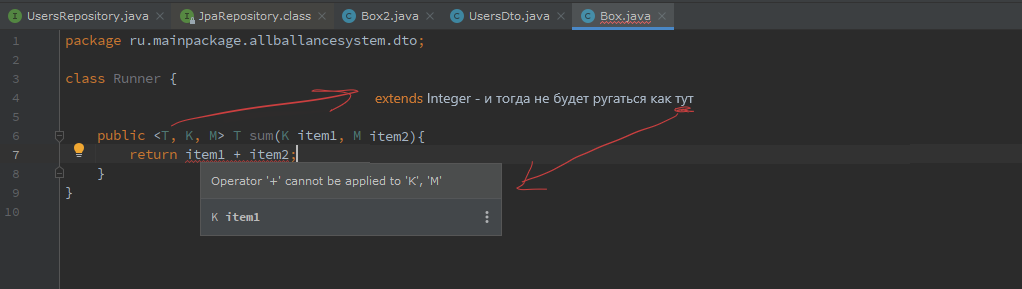 UsersRepository.java JpaRepository.class Box2.java UsersDto.java Box.java
1 package ru.mainpackage.allballancesystem.dto;
2
3 class Runner {
4 extends Integer - и тогда не будет ругаться как тут
5
6 public <T, K, M> T sum(K item1, M item2){
7 return item1 + item2;
Operator '+' cannot be applied to 'K', 'M'
8 }
9 }
K item1
10